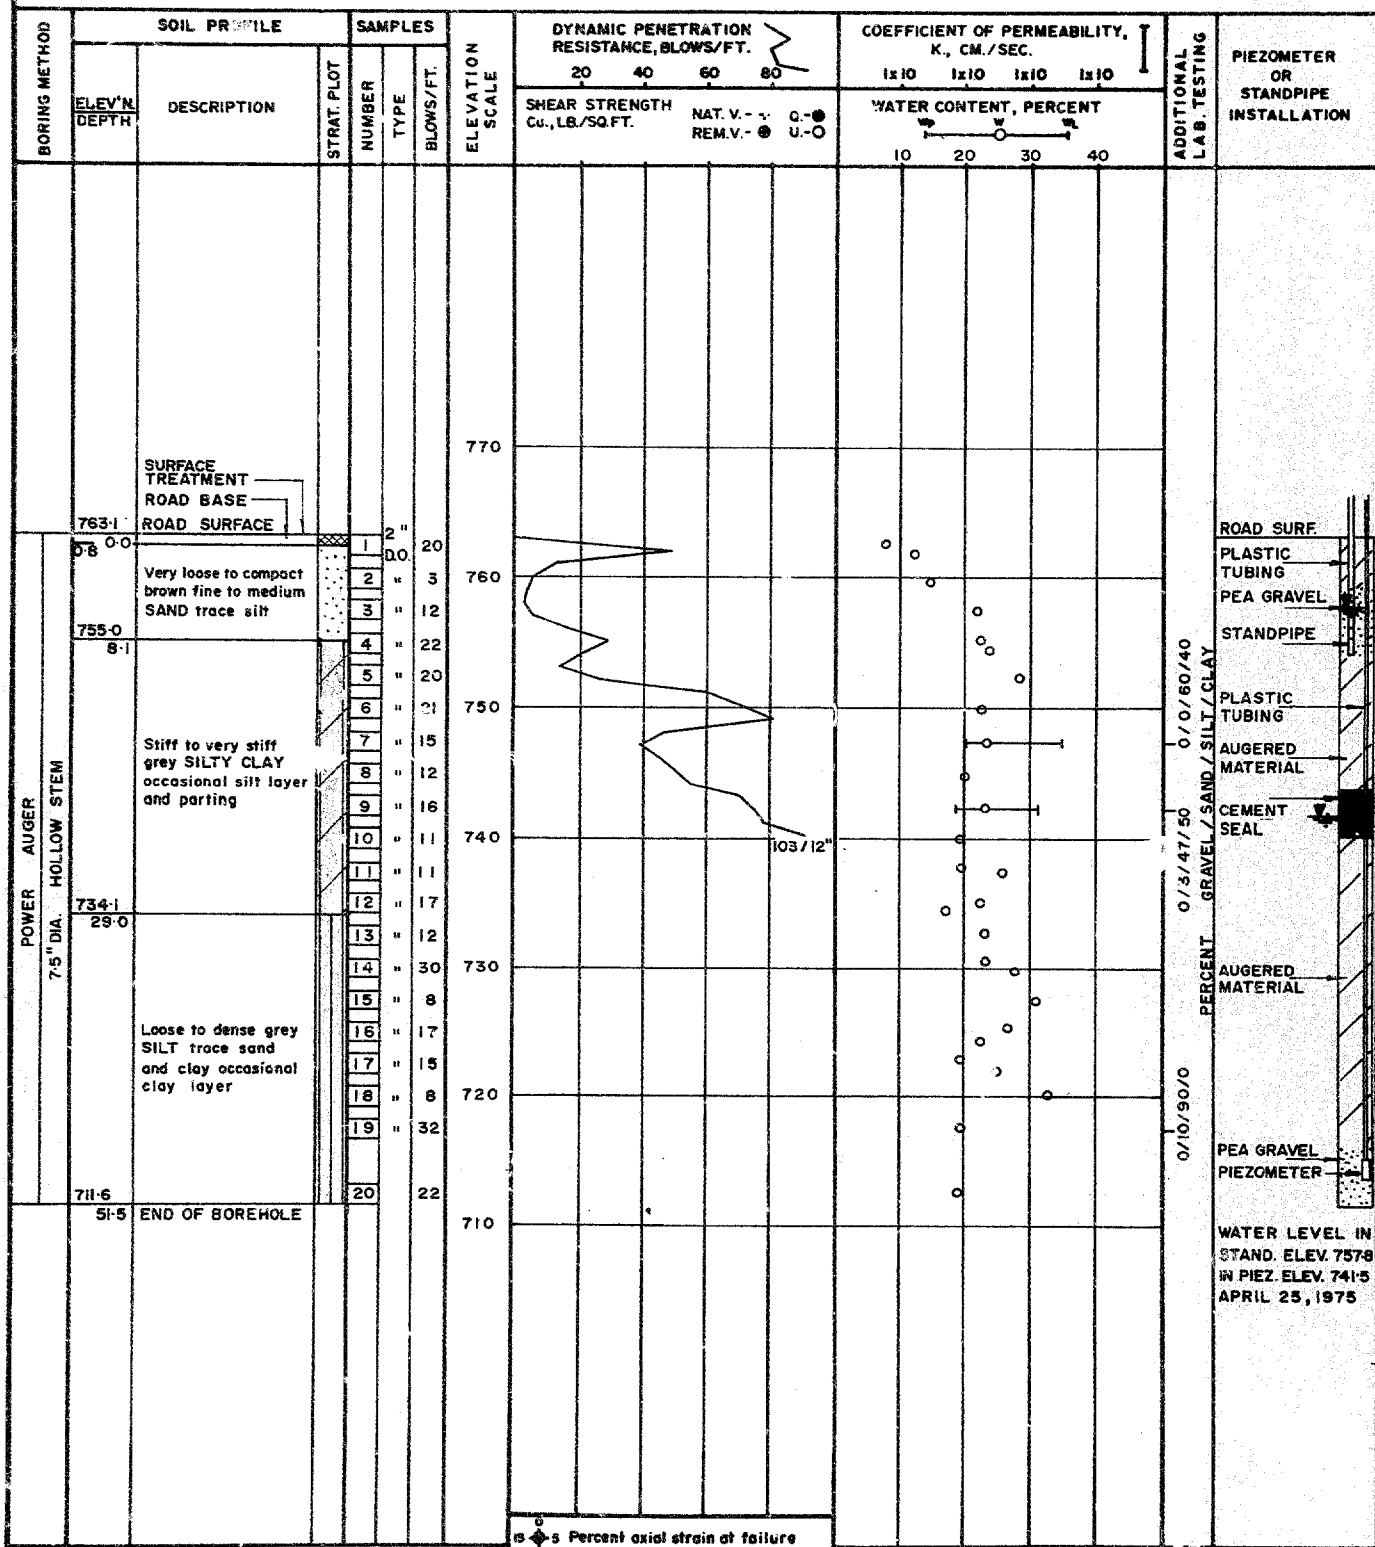 BORING METHOD
SOIL PROFILE
ELEV'N.
DEPTH
DESCRIPTION
STRAT. PLOT
SAMPLES
NUMBER
TYPE
BLOWS/FT.
ELEVATION
SCALE
DYNAMIC PENETRATION
RESISTANCE, BLOWS/FT.
20 40 60 80
SHEAR STRENGTH
Cu., LB./SQ.FT.
NAT. V.- Q.-
REM.V.- U.-
COEFFICIENT OF PERMEABILITY,
K., CM./SEC.
1x10 1x10 1x10 1x10
WATER CONTENT, PERCENT
Wp W WL
10 20 30 40
ADDITIONAL
LAB. TESTING
PIEZOMETER
OR
STANDPIPE
INSTALLATION
POWER AUGER
7.5" DIA. HOLLOW STEM
SURFACE
TREATMENT
ROAD BASE
763.1 ROAD SURFACE
0.0
0.8
Very loose to compact
brown fine to medium
SAND trace silt
755.0
8.1
Stiff to very stiff
grey SILTY CLAY
occasional silt layer
and parting
734.1
29.0
Loose to dense grey
SILT trace sand
and clay occasional
clay layer
711.6
51.5 END OF BOREHOLE
1 2" D.O. 20
2 " 3
3 " 12
4 " 22
5 " 20
6 " 21
7 " 15
8 " 12
9 " 16
10 " 11
11 " 11
12 " 17
13 " 12
14 " 30
15 " 8
16 " 17
17 " 15
18 " 8
19 " 32
20 22
770
760
750
740
730
720
710
103/12"
0/0/60/40
0/3/47/50
0/10/90/0
PERCENT GRAVEL/SAND/SILT/CLAY
ROAD SURF.
PLASTIC
TUBING
PEA GRAVEL
STANDPIPE
PLASTIC
TUBING
AUGERED
MATERIAL
CEMENT
SEAL
AUGERED
MATERIAL
PEA GRAVEL
PIEZOMETER
WATER LEVEL IN
STAND. ELEV. 757.8
IN PIEZ. ELEV. 741.5
APRIL 25, 1975
15 5 Percent axial strain at failure